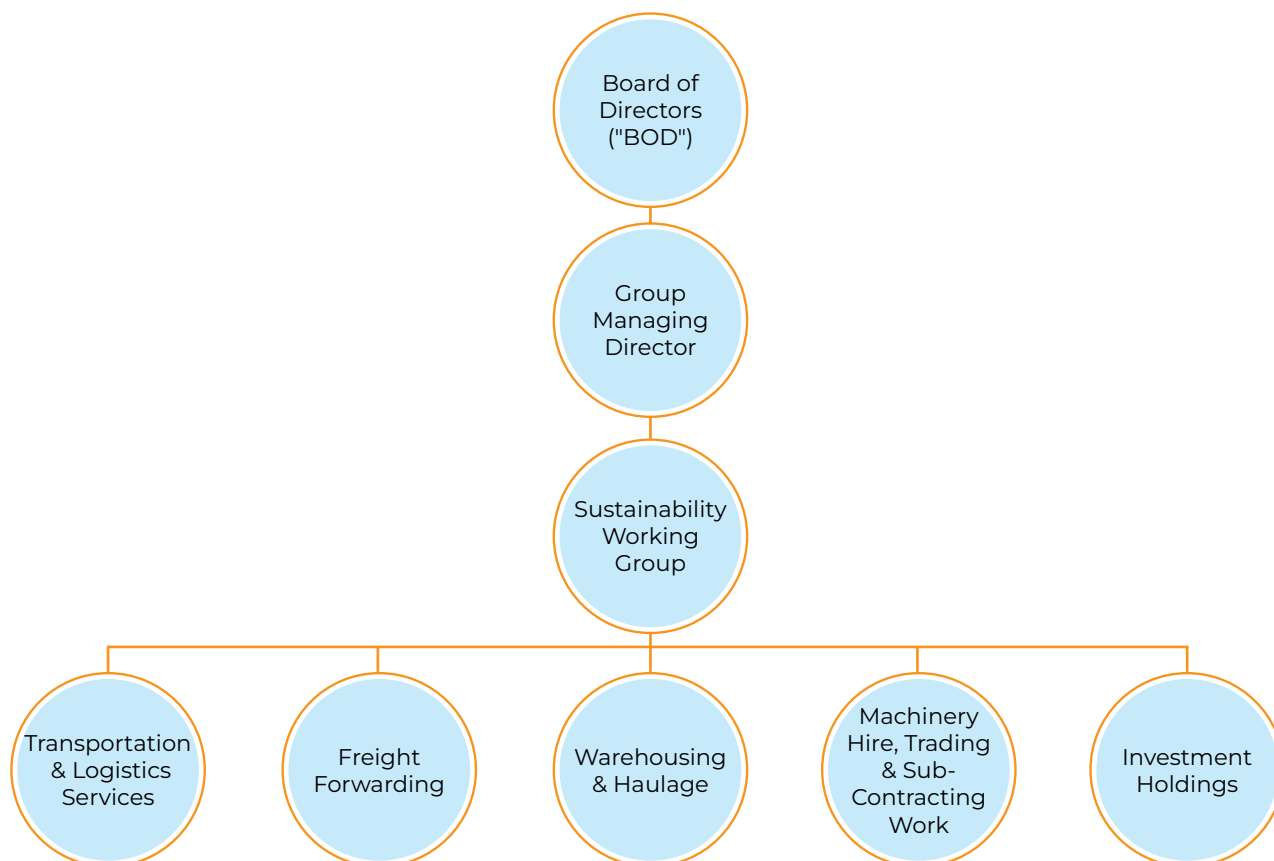 Board of
Directors
("BOD")
Group
Managing
Director
Sustainability
Working
Group
Transportation
& Logistics
Services
Freight
Forwarding
Warehousing
& Haulage
Machinery
Hire, Trading
& Sub-
Contracting
Work
Investment
Holdings